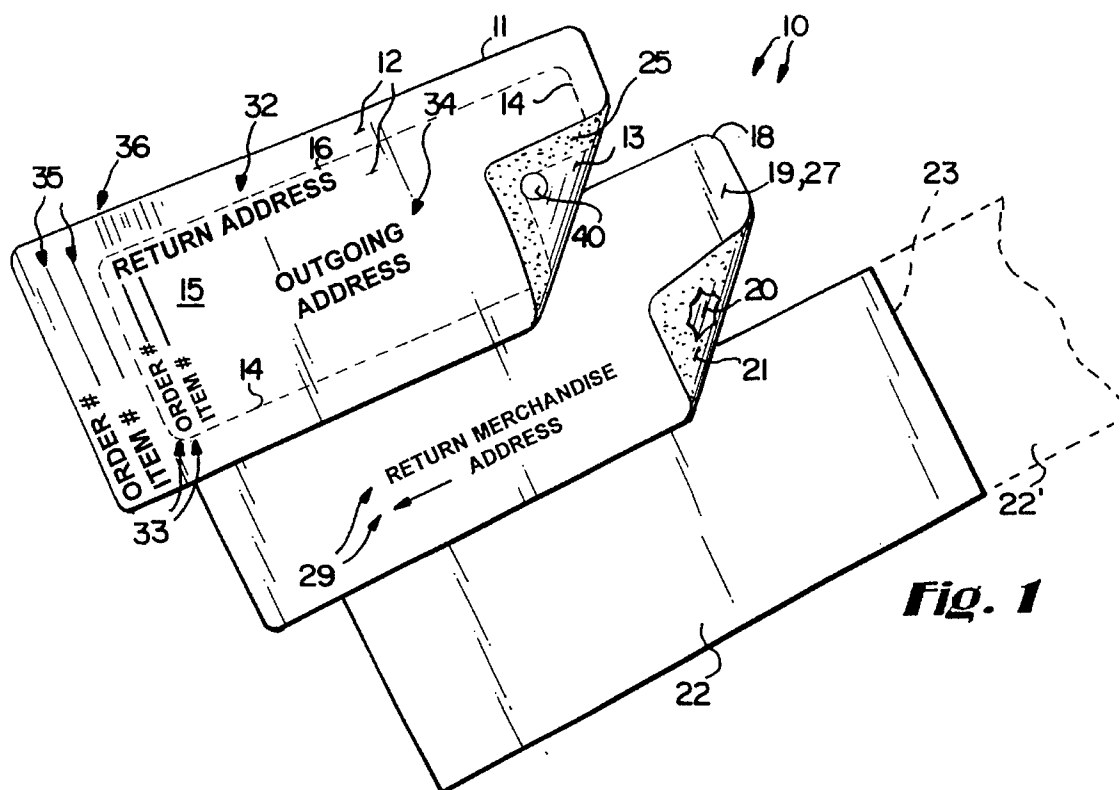 11
10
12
25
32
34
14
13
36
16
18
35
19,27
RETURN ADDRESS
23
40
OUTGOING
ADDRESS
15
20
ORDER #
ITEM #
14
21
RETURN MERCHANDISE
ADDRESS
ORDER #
ITEM #
22'
33
29
Fig. 1
22